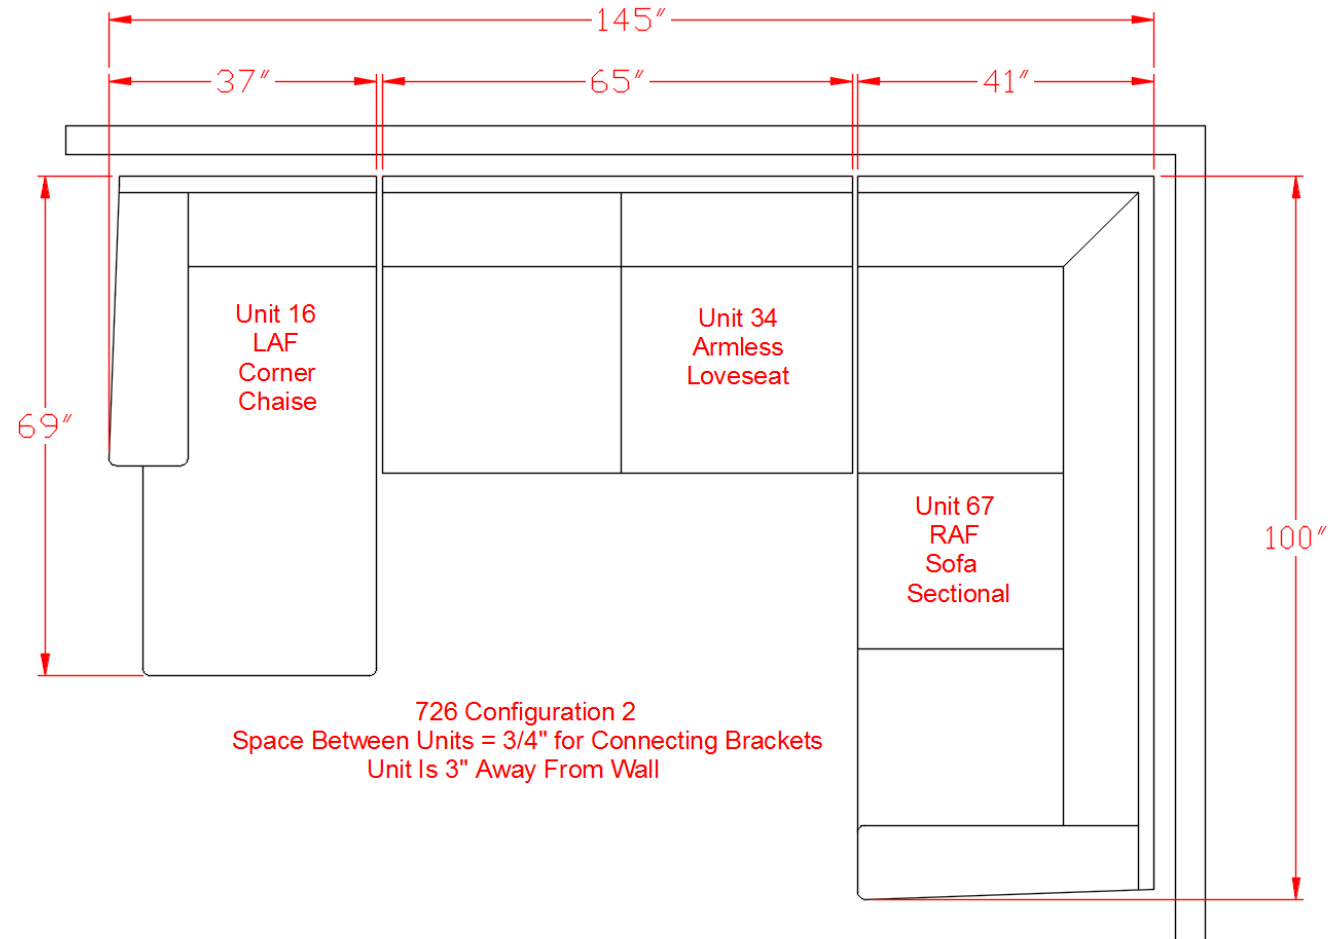 145"
37"
65"
41"
Unit 16
LAF
Corner
Chaise
Unit 34
Armless
Loveseat
69"
Unit 67
RAF
Sofa
Sectional
100"
726 Configuration 2
Space Between Units = 3/4" for Connecting Brackets
Unit Is 3" Away From Wall